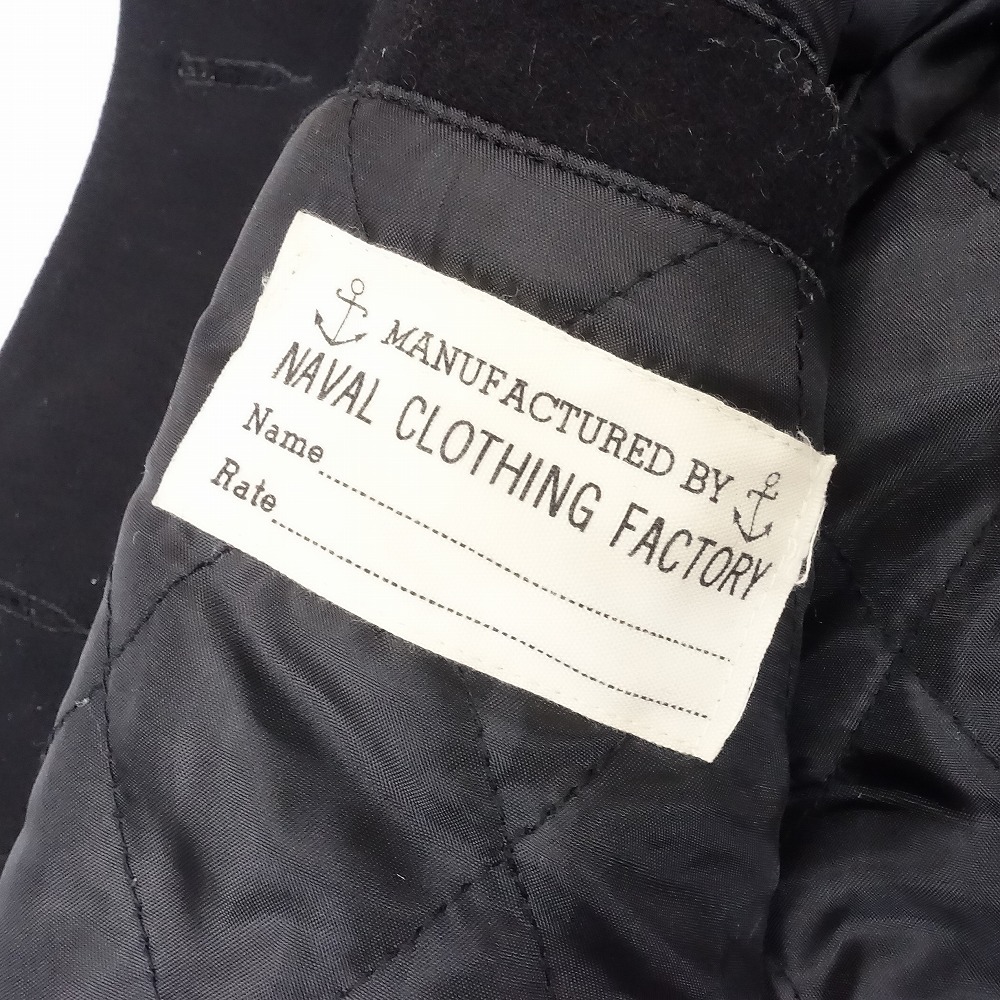 MANUFACTURED BY
NAVAL CLOTHING FACTORY
Name
Rate